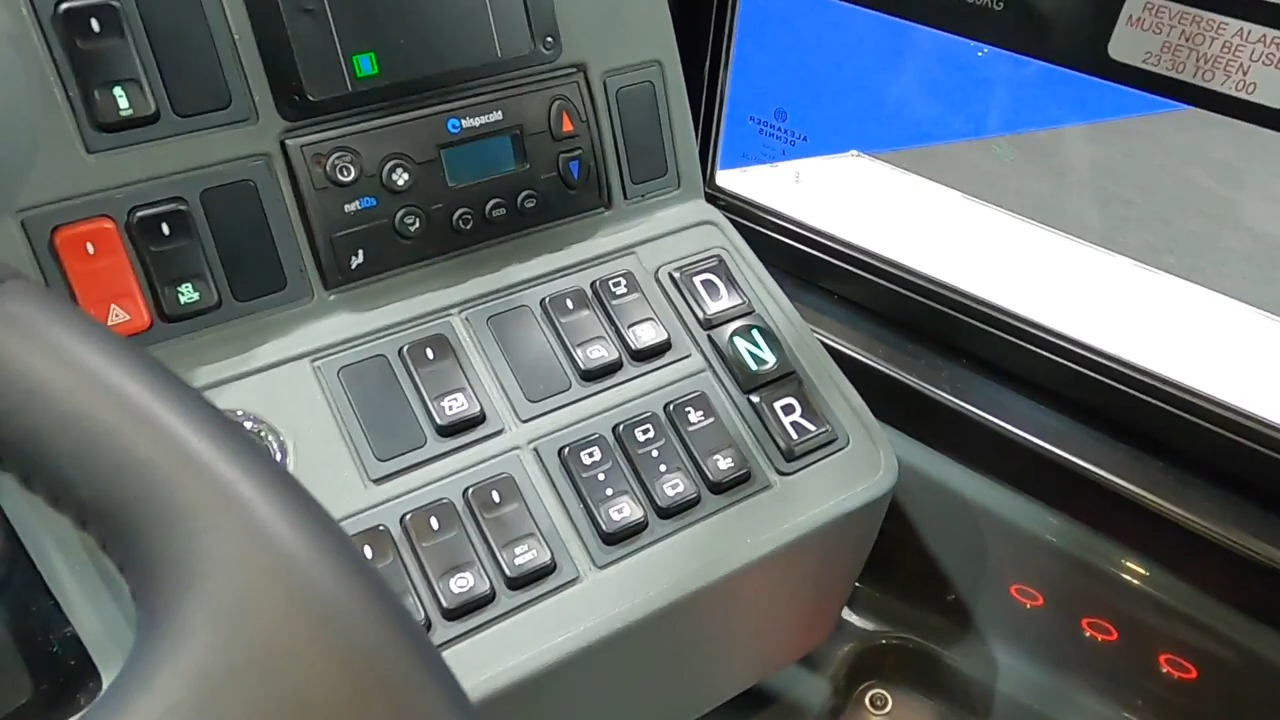 REVERSE ALAR
MUST NOT BE USE
BETWEEN
23:30 TO 7:00
ALEXANDER
DENNIS
hispacold
netiOs
ECO
D
N
R